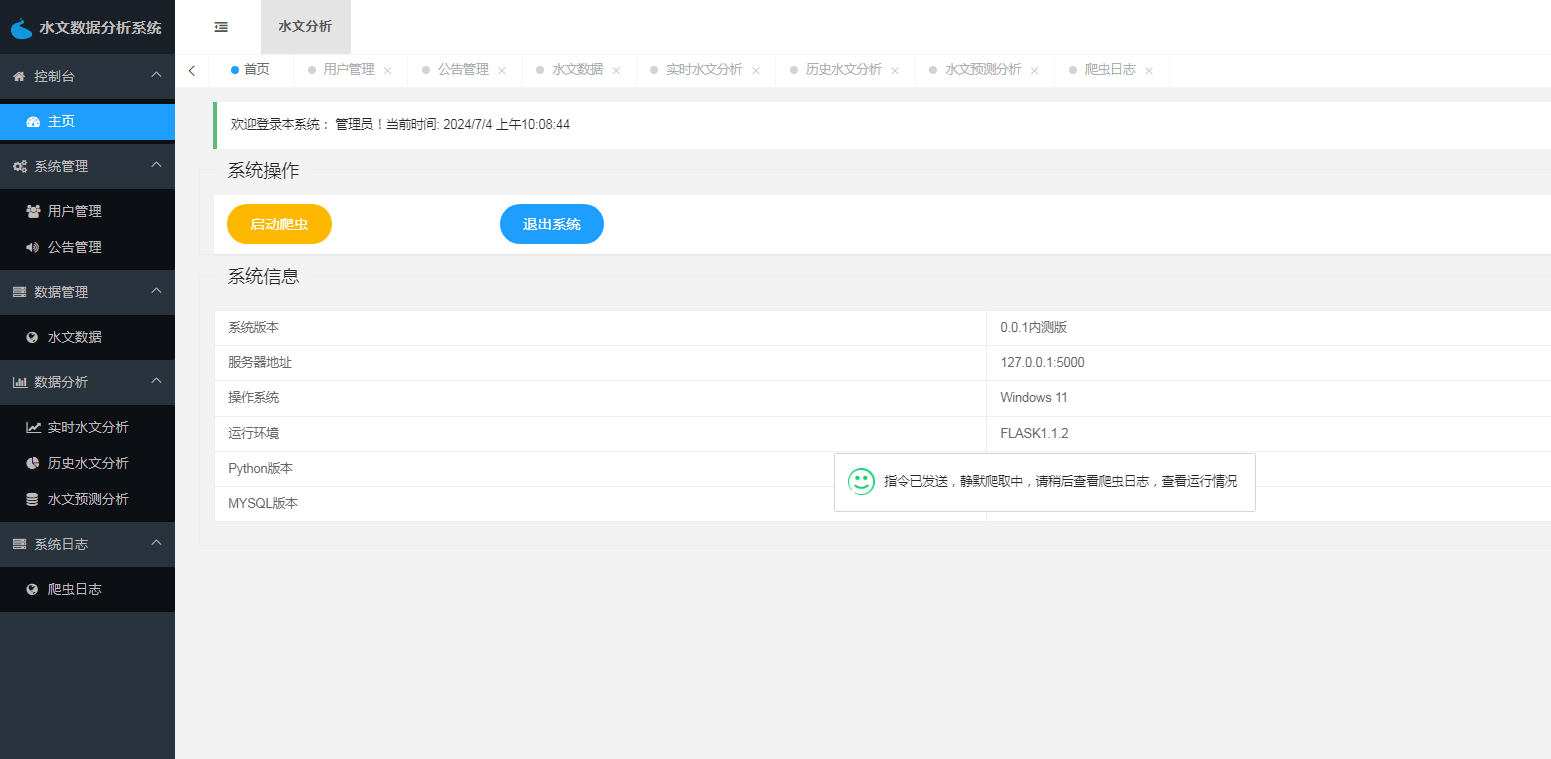 水文数据分析系统
控制台
主页
系统管理
用户管理
公告管理
数据管理
水文数据
数据分析
实时水文分析
历史水文分析
水文预测分析
系统日志
爬虫日志
水文分析
首页 用户管理 公告管理 水文数据 实时水文分析 历史水文分析 水文预测分析 爬虫日志
欢迎登录本系统： 管理员！当前时间: 2024/7/4 上午10:08:44
系统操作
启动爬虫 退出系统
系统信息
系统版本 0.0.1内测版
服务器地址 127.0.0.1:5000
操作系统 Windows 11
运行环境 FLASK1.1.2
Python版本
指令已发送，静默爬取中，请稍后查看爬虫日志，查看运行情况
MYSQL版本